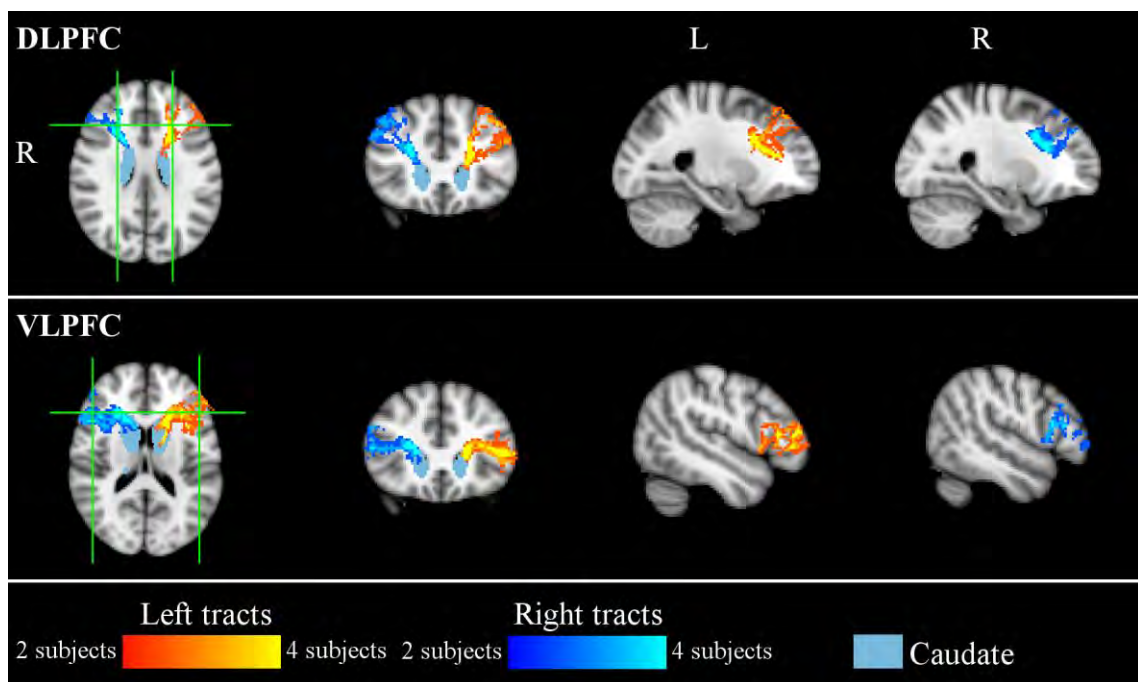 DLPFC
L
R
R
VLPFC
Left tracts
Right tracts
2 subjects
4 subjects
2 subjects
4 subjects
Caudate